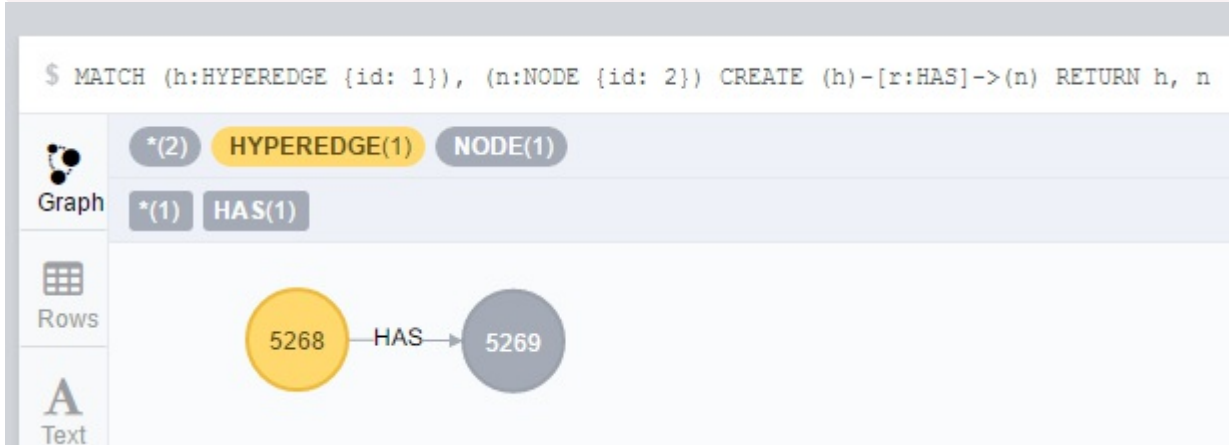 $ MATCH (h:HYPEREDGE {id: 1}), (n:NODE {id: 2}) CREATE (h)-[r:HAS]->(n) RETURN h, n
*(2) HYPEREDGE(1) NODE(1)
Graph
*(1) HAS(1)
Rows
5268 HAS 5269
A
Text